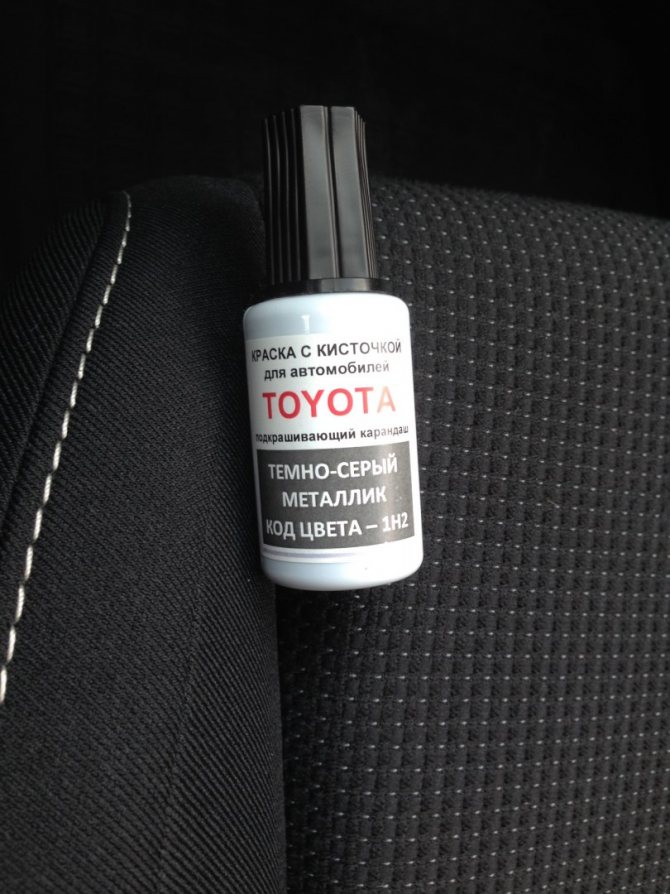 КРАСКА С КИСТОЧКОЙ
для автомобилей
TOYOTA
подкрашивающий карандаш
ТЕМНО-СЕРЫЙ
МЕТАЛЛИК
КОД ЦВЕТА – 1H2